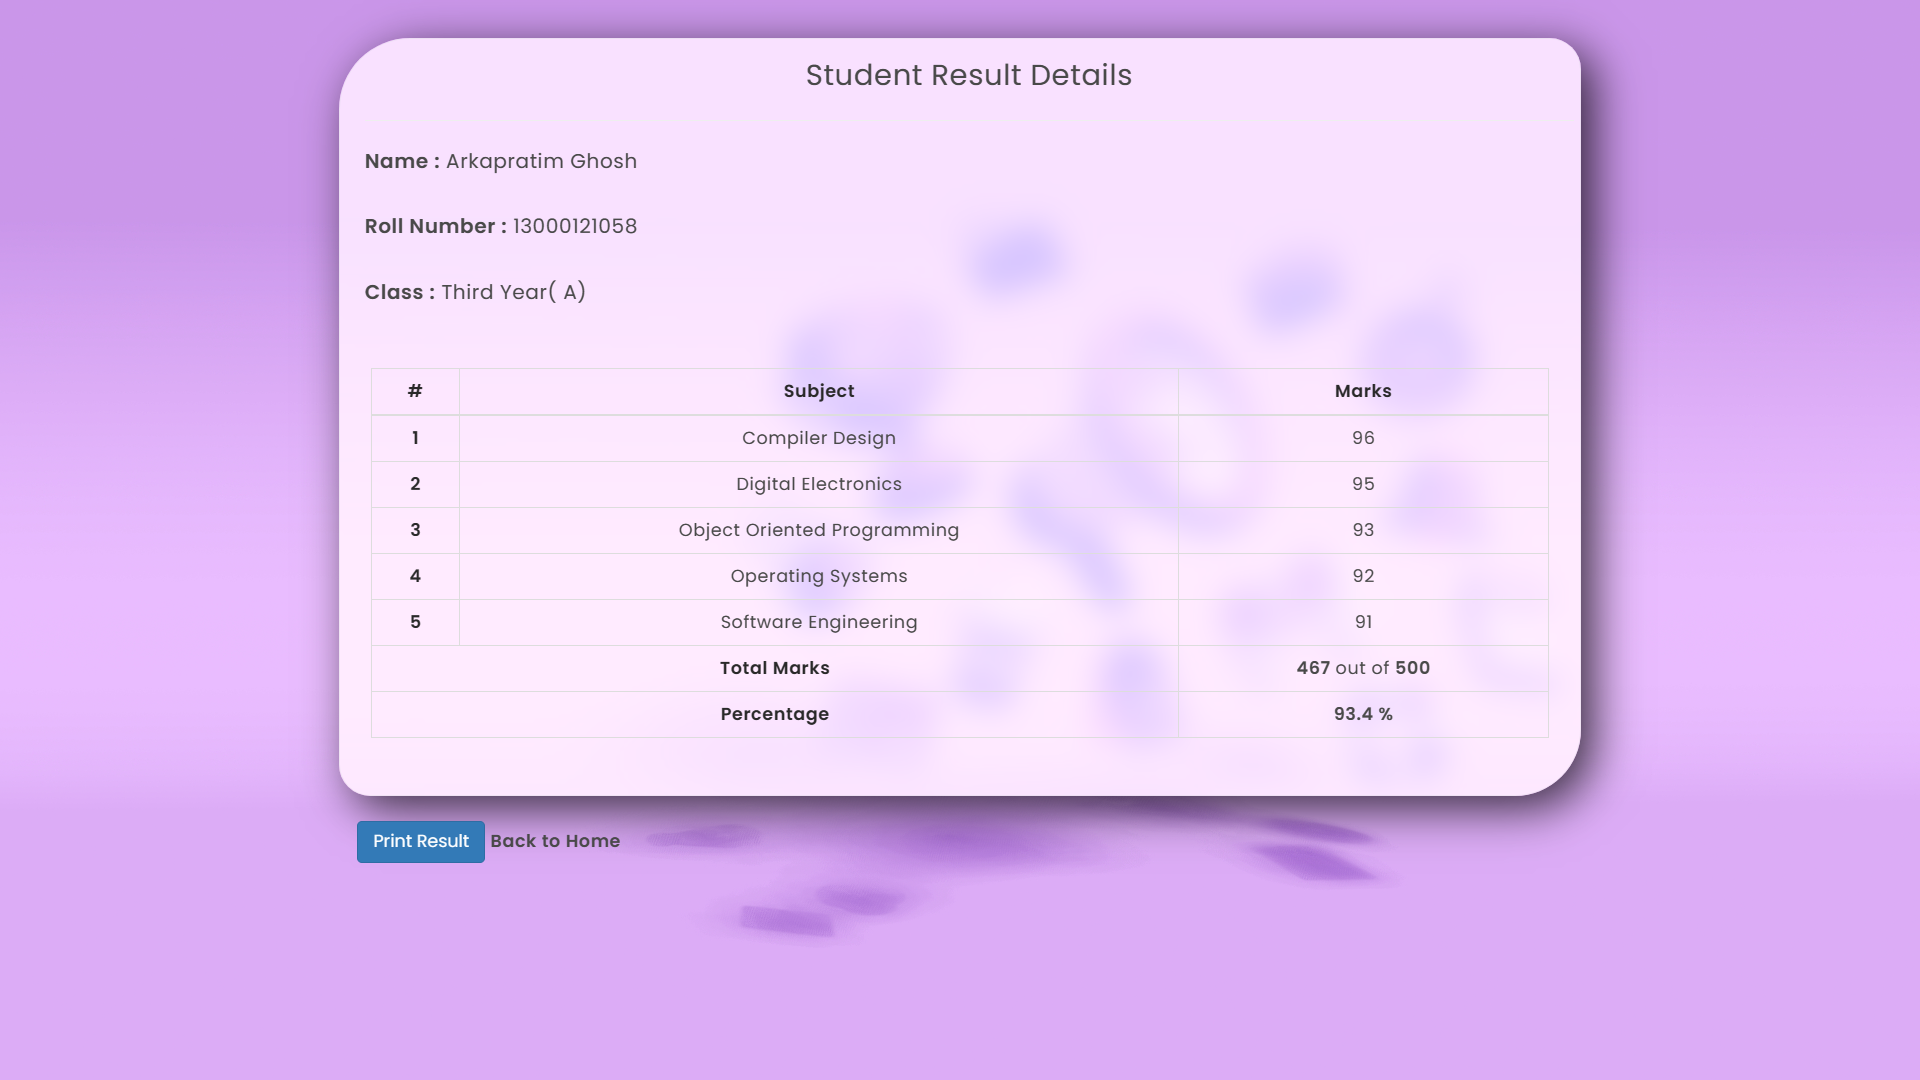 Student Result Details
Name : Arkapratim Ghosh
Roll Number : 13000121058
Class : Third Year( A)
# Subject Marks
1 Compiler Design 96
2 Digital Electronics 95
3 Object Oriented Programming 93
4 Operating Systems 92
5 Software Engineering 91
Total Marks 467 out of 500
Percentage 93.4 %
Print Result Back to Home